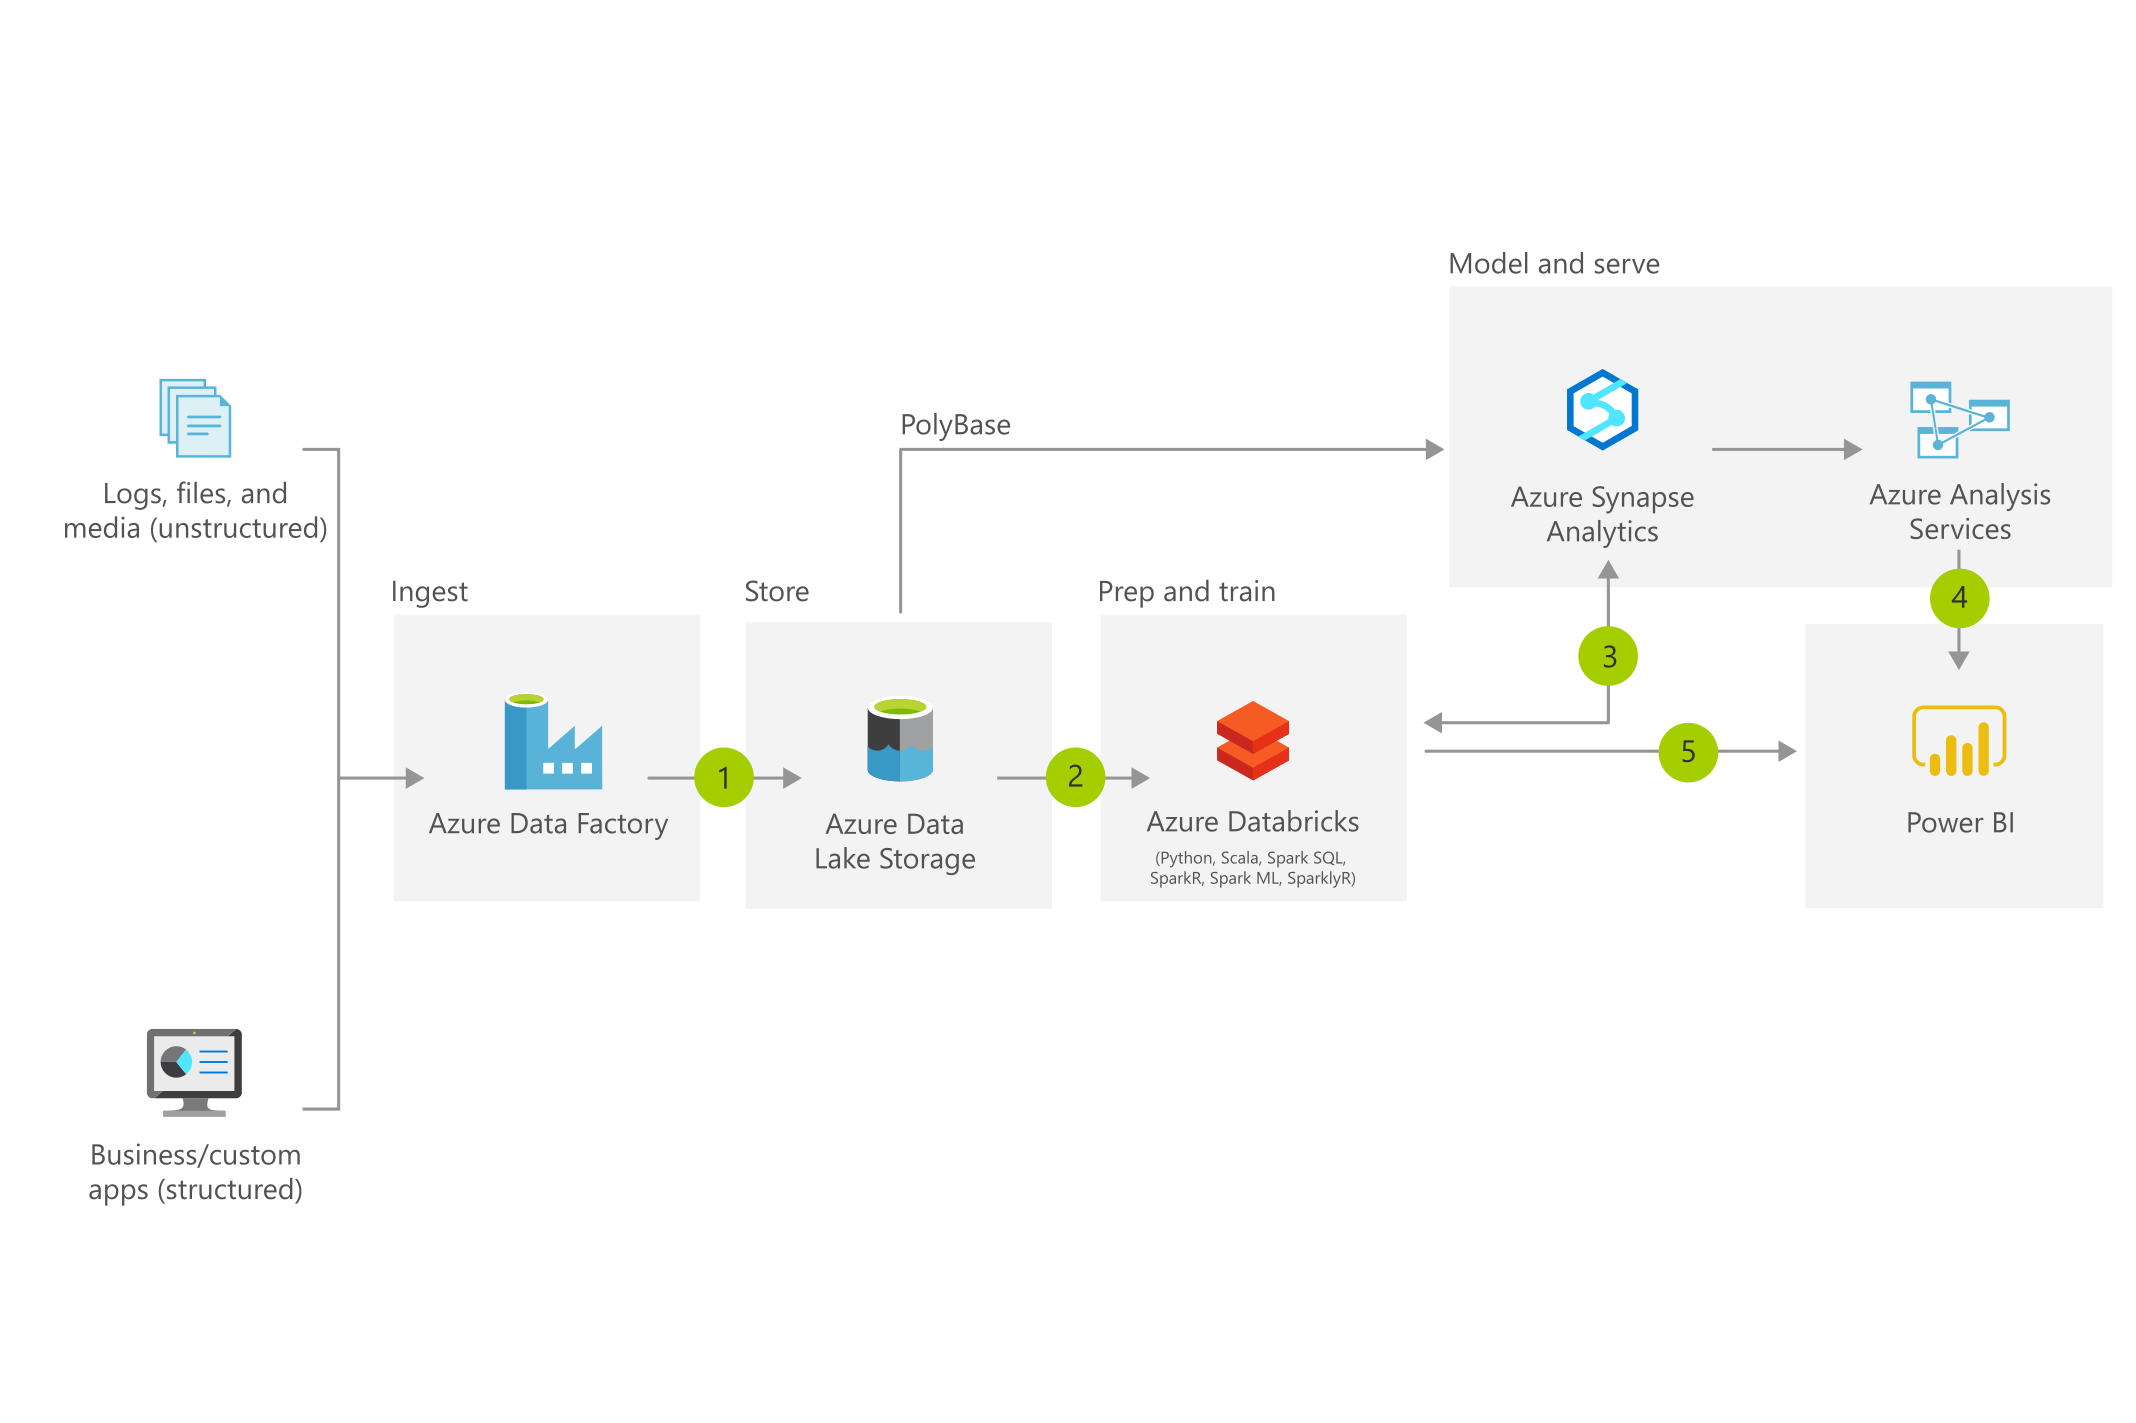 Model and serve
PolyBase
Logs, files, and
media (unstructured)
Azure Synapse
Analytics
Azure Analysis
Services
Ingest
Store
Prep and train
4
3
5
1
2
Azure Data Factory
Azure Data
Lake Storage
Azure Databricks
(Python, Scala, Spark SQL,
SparkR, Spark ML, SparklyR)
Power BI
Business/custom
apps (structured)